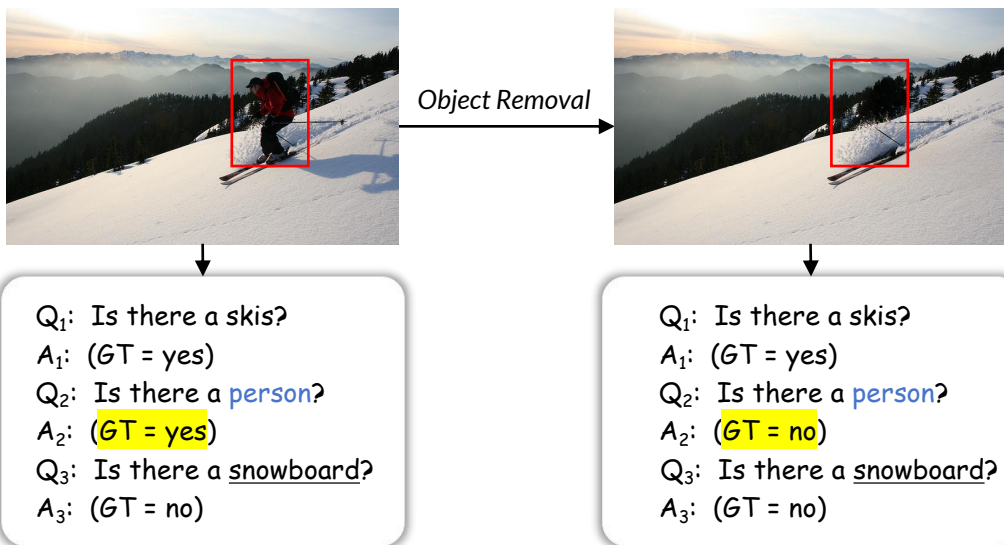 Object Removal
Q₁: Is there a skis?
A₁: (GT = yes)
Q₂: Is there a person?
A₂: (GT = yes)
Q₃: Is there a snowboard?
A₃: (GT = no)
Q₁: Is there a skis?
A₁: (GT = yes)
Q₂: Is there a person?
A₂: (GT = no)
Q₃: Is there a snowboard?
A₃: (GT = no)